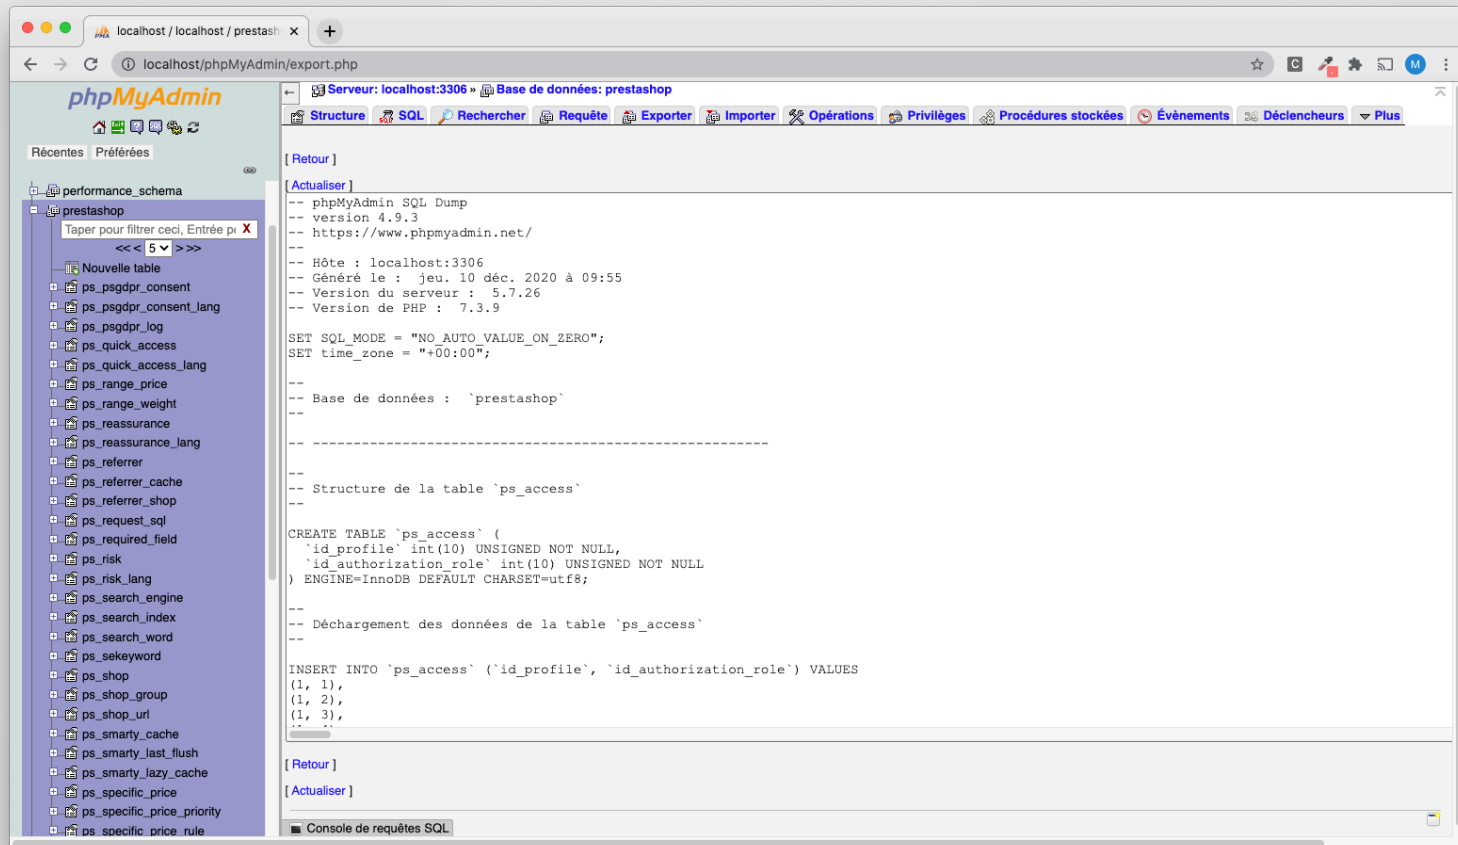 localhost / localhost / prestash
localhost/phpMyAdmin/export.php
C
M
phpMyAdmin
Récentes
Préférées
performance_schema
prestashop
Taper pour filtrer ceci, Entrée po
X
<< < 5 > >>
Nouvelle table
ps_psgdpr_consent
ps_psgdpr_consent_lang
ps_psgdpr_log
ps_quick_access
ps_quick_access_lang
ps_range_price
ps_range_weight
ps_reassurance
ps_reassurance_lang
ps_referrer
ps_referrer_cache
ps_referrer_shop
ps_request_sql
ps_required_field
ps_risk
ps_risk_lang
ps_search_engine
ps_search_index
ps_search_word
ps_sekeyword
ps_shop
ps_shop_group
ps_shop_url
ps_smarty_cache
ps_smarty_last_flush
ps_smarty_lazy_cache
ps_specific_price
ps_specific_price_priority
ps_specific_price_rule
Serveur: localhost:3306 » Base de données: prestashop
Structure SQL Rechercher Requête Exporter Importer Opérations Privilèges Procédures stockées Évènements Déclencheurs Plus
[ Retour ]
[ Actualiser ]
-- phpMyAdmin SQL Dump
-- version 4.9.3
-- https://www.phpmyadmin.net/
--
-- Hôte : localhost:3306
-- Généré le :  jeu. 10 déc. 2020 à 09:55
-- Version du serveur :  5.7.26
-- Version de PHP :  7.3.9
SET SQL_MODE = "NO_AUTO_VALUE_ON_ZERO";
SET time_zone = "+00:00";
--
-- Base de données :  `prestashop`
--
-- --------------------------------------------------------
--
-- Structure de la table `ps_access`
--
CREATE TABLE `ps_access` (
  `id_profile` int(10) UNSIGNED NOT NULL,
  `id_authorization_role` int(10) UNSIGNED NOT NULL
) ENGINE=InnoDB DEFAULT CHARSET=utf8;
--
-- Déchargement des données de la table `ps_access`
--
INSERT INTO `ps_access` (`id_profile`, `id_authorization_role`) VALUES
(1, 1),
(1, 2),
(1, 3),
[ Retour ]
[ Actualiser ]
Console de requêtes SQL